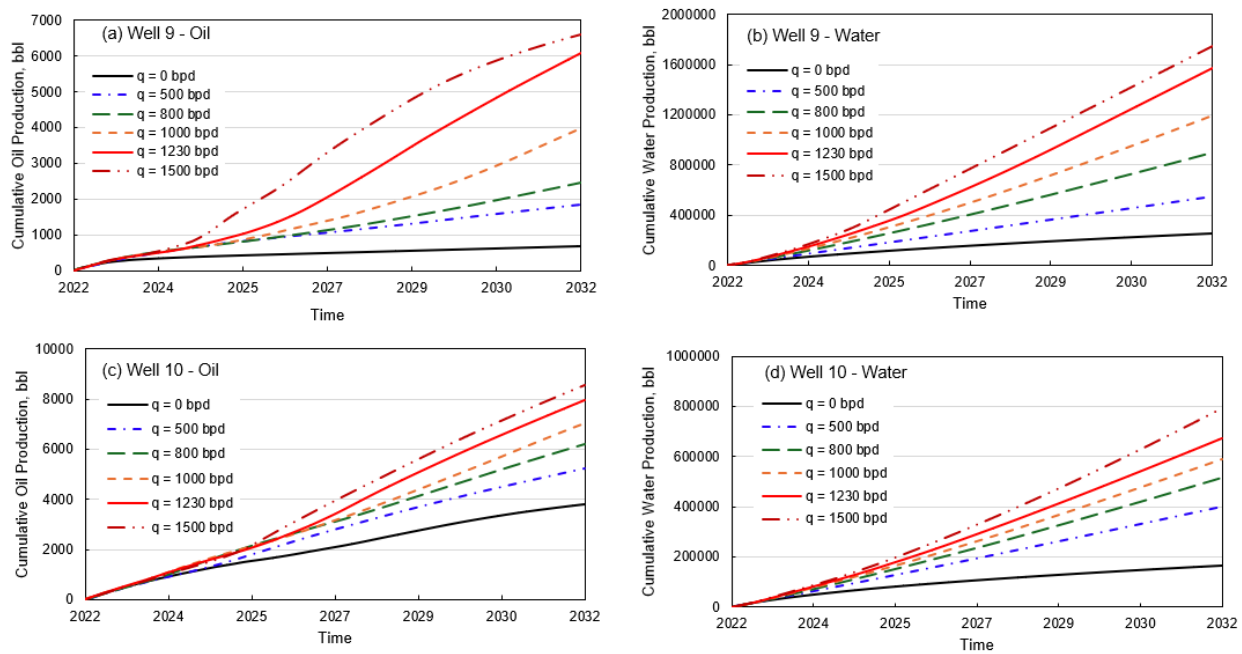 (a) Well 9 - Oil
Cumulative Oil Production, bbl
7000
6000
5000
4000
3000
2000
1000
0
q = 0 bpd
q = 500 bpd
q = 800 bpd
q = 1000 bpd
q = 1230 bpd
q = 1500 bpd
2022 2024 2025 2027 2029 2030 2032
Time
(b) Well 9 - Water
Cumulative Water Production, bbl
2000000
1600000
1200000
800000
400000
0
q = 0 bpd
q = 500 bpd
q = 800 bpd
q = 1000 bpd
q = 1230 bpd
q = 1500 bpd
2022 2024 2025 2027 2029 2030 2032
Time
(c) Well 10 - Oil
Cumulative Oil Production, bbl
10000
8000
6000
4000
2000
0
q = 0 bpd
q = 500 bpd
q = 800 bpd
q = 1000 bpd
q = 1230 bpd
q = 1500 bpd
2022 2024 2025 2027 2029 2030 2032
Time
(d) Well 10 - Water
Cumulative Water Production, bbl
1000000
800000
600000
400000
200000
0
q = 0 bpd
q = 500 bpd
q = 800 bpd
q = 1000 bpd
q = 1230 bpd
q = 1500 bpd
2022 2024 2025 2027 2029 2030 2032
Time